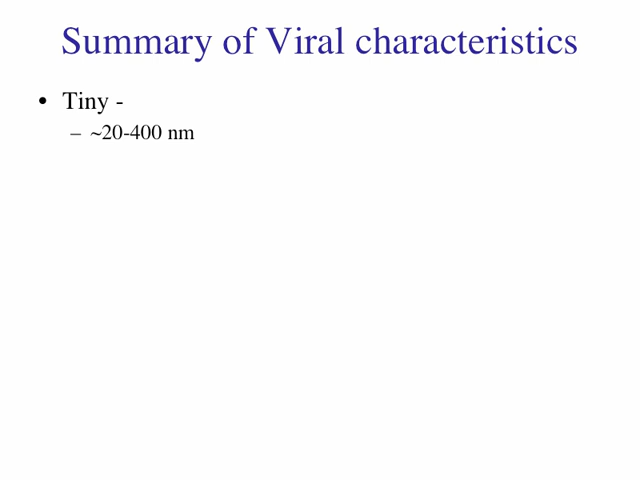 Summary of Viral characteristics
• Tiny -
– ~20-400 nm